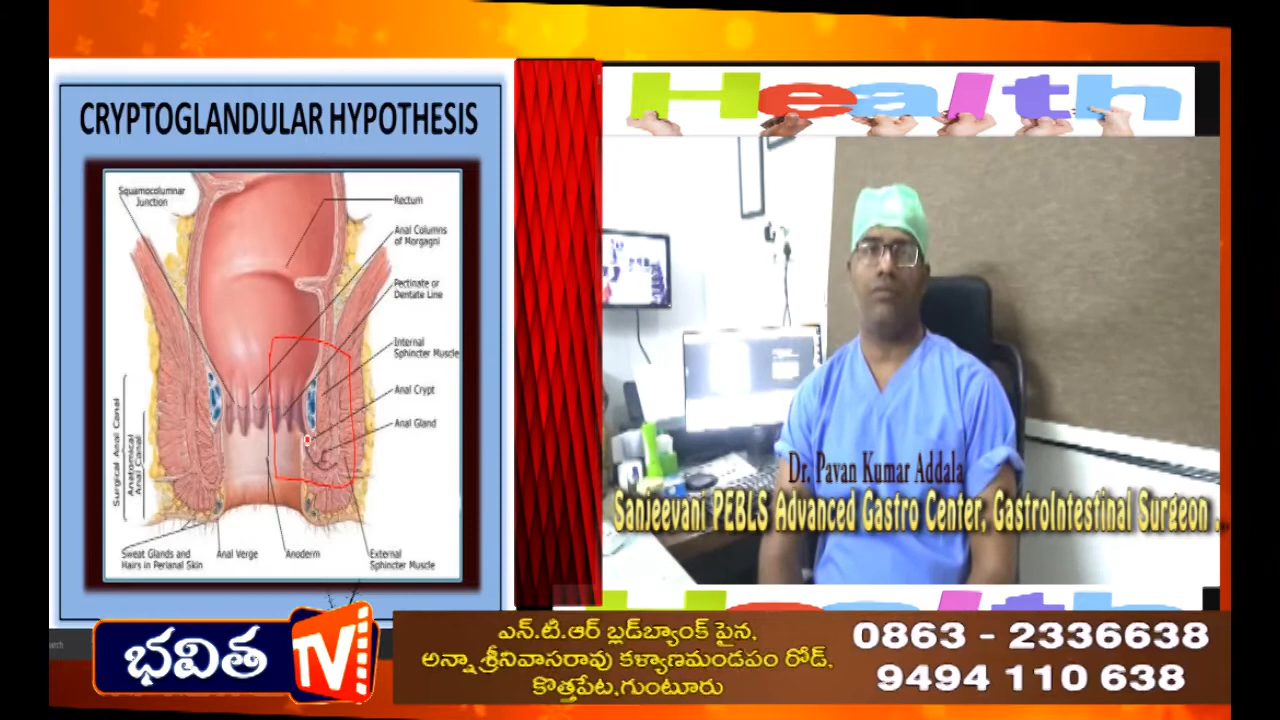 CRYPTOGLANDULAR HYPOTHESIS
Squamocolumnar
Junction
Rectum
Anal Columns
of Morgagni
Pectinate or
Dentate Line
Internal
Sphincter Muscle
Anal Crypt
Anal Gland
Surgical Anal Canal
Anatomical
Anal Canal
Sweat Glands and
Hairs in Perianal Skin
Anal Verge
Anoderm
External
Sphincter Muscle
Health
Dr. Pavan Kumar Addala
Sanjeevani PEBLS Advanced Gastro Center, GastroIntestinal Surgeon ..
భవిత TV
ఎన్.టి.ఆర్ బ్లడ్‌బ్యాంక్ పైన,
అన్నా శ్రీనివాసరావు కళ్యాణమండపం రోడ్,
కొత్తపేట,గుంటూరు
0863 - 2336638
9494 110 638